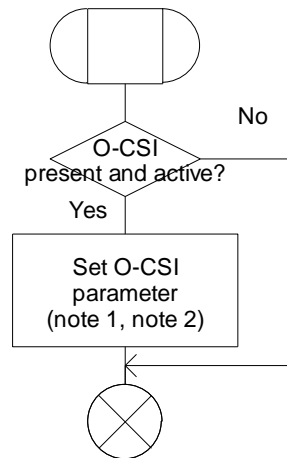 No
O-CSI
present and active?
Yes
Set O-CSI
parameter
(note 1, note 2)